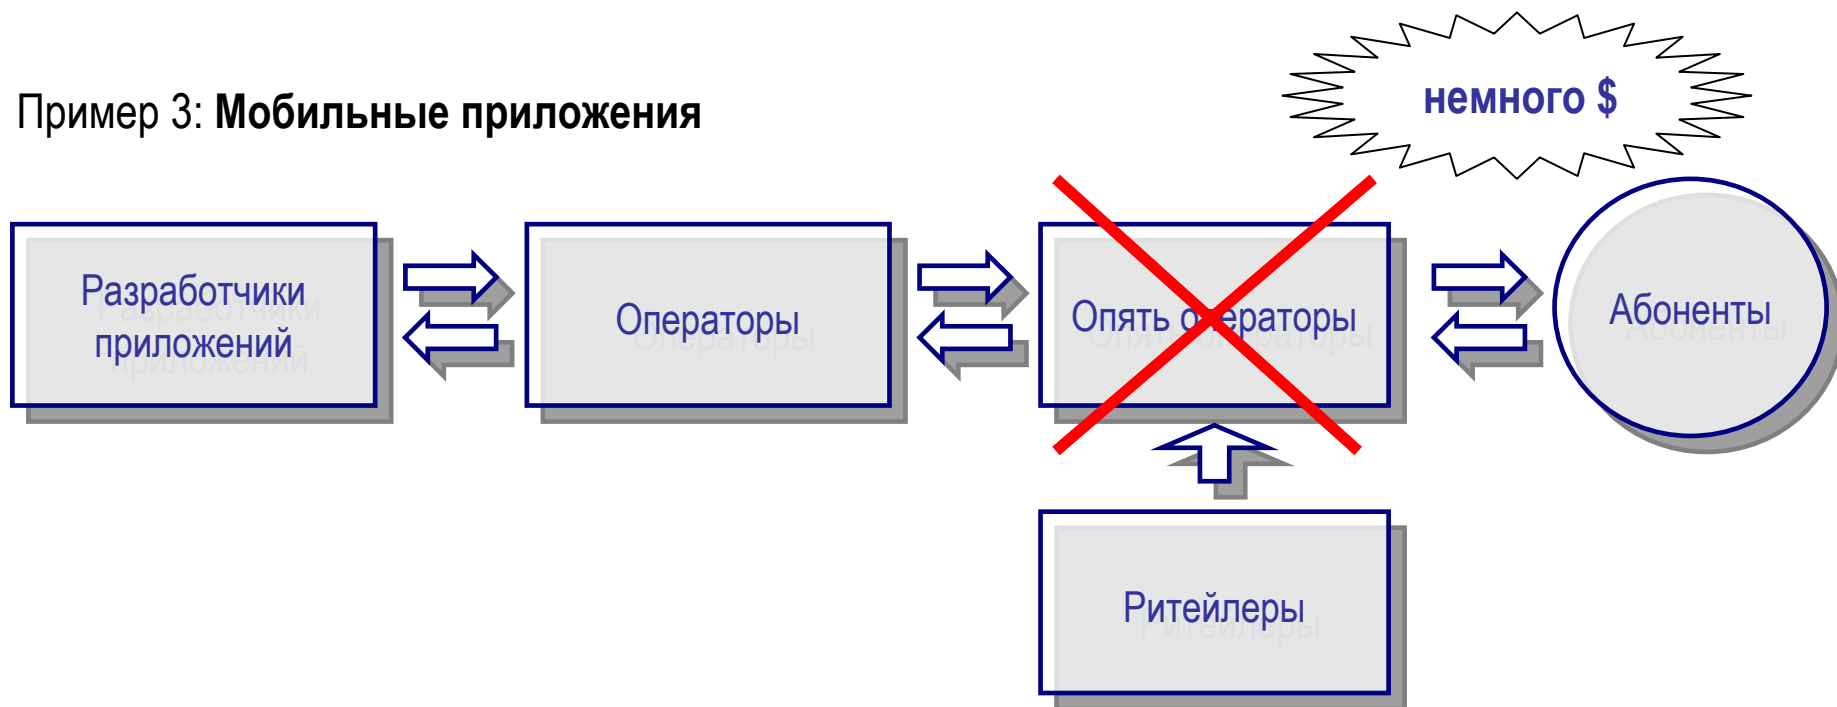 немного $
Пример 3: Мобильные приложения
Разработчики
приложений
Операторы
Опять операторы
Абоненты
Ритейлеры